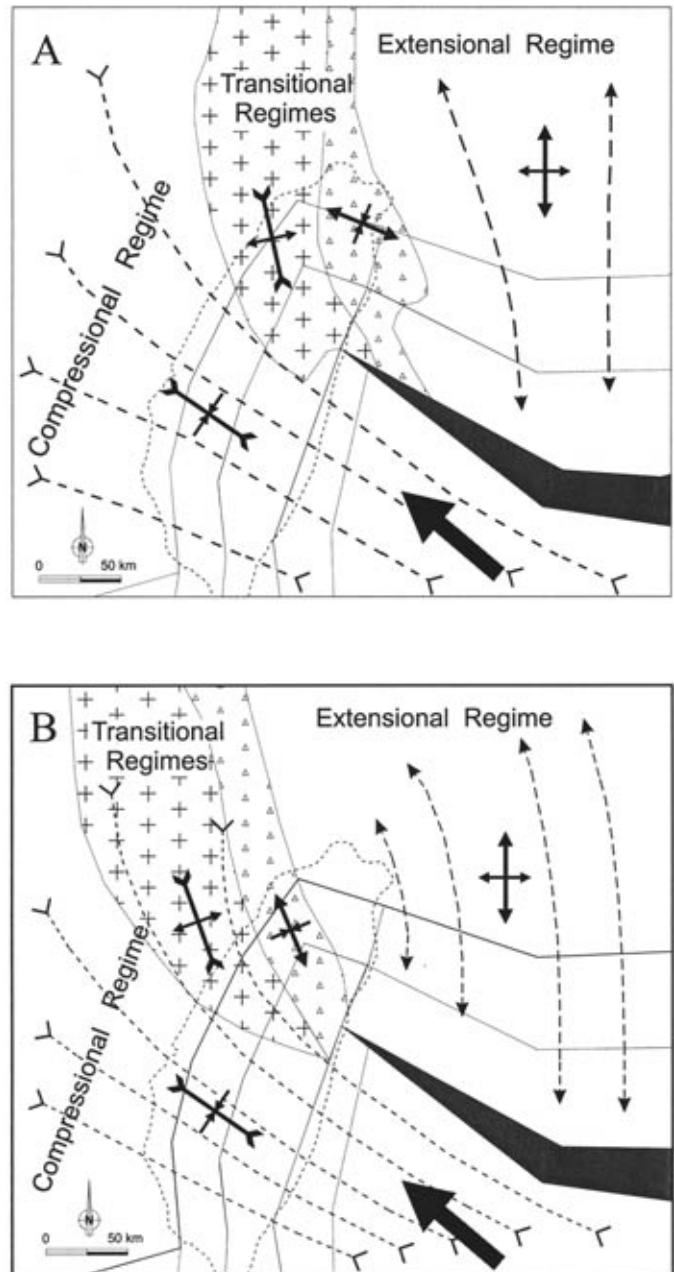 A
Extensional Regime
Transitional
Regimes
Compressional Regime
N
0 50 km
B
Extensional Regime
Transitional
Regimes
Compressional Regime
N
0 50 km